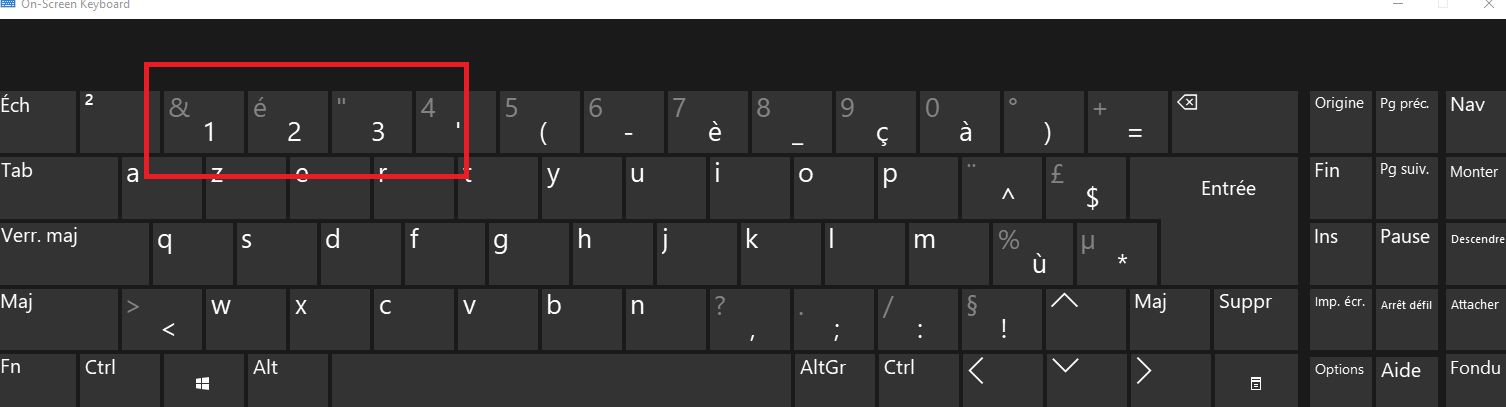 On-Screen Keyboard
Éch ² & 1 é 2 " 3 4 ' 5 ( 6 - 7 è 8 _ 9 ç 0 à ° ) + = Origine Pg préc. Nav
Tab a z e r t y u i o p ¨ ^ £ $ Entrée Fin Pg suiv. Monter
Verr. maj q s d f g h j k l m % ù µ * Ins Pause Descendre
Maj > < w x c v b n ? , . ; / : § ! Maj Suppr Imp. écr. Arrêt défil Attacher
Fn Ctrl Alt AltGr Ctrl Options Aide Fondu